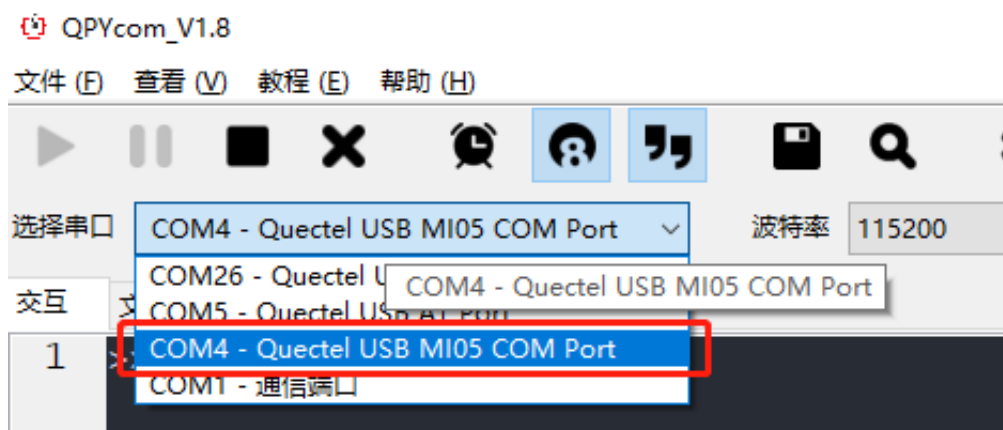 QPYcom_V1.8
文件 (F) 查看 (V) 教程 (E) 帮助 (H)
选择串口 COM4 - Quectel USB MI05 COM Port 波特率 115200
COM26 - Quectel
COM4 - Quectel USB MI05 COM Port
交互
COM5 - Quectel USB AT Port
1 COM4 - Quectel USB MI05 COM Port
COM1 - 通信端口